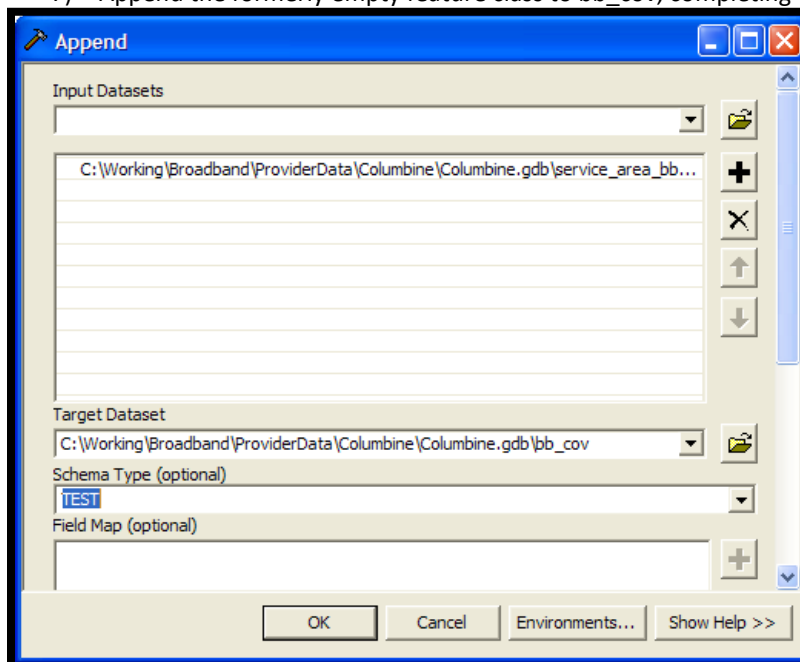 Append the formerly empty feature class to bb_cov, completing
Append
Input Datasets
C:\Working\Broadband\ProviderData\Columbine\Columbine.gdb\service_area_bb...
Target Dataset
C:\Working\Broadband\ProviderData\Columbine\Columbine.gdb\bb_cov
Schema Type (optional)
TEST
Field Map (optional)
OK Cancel Environments... Show Help >>